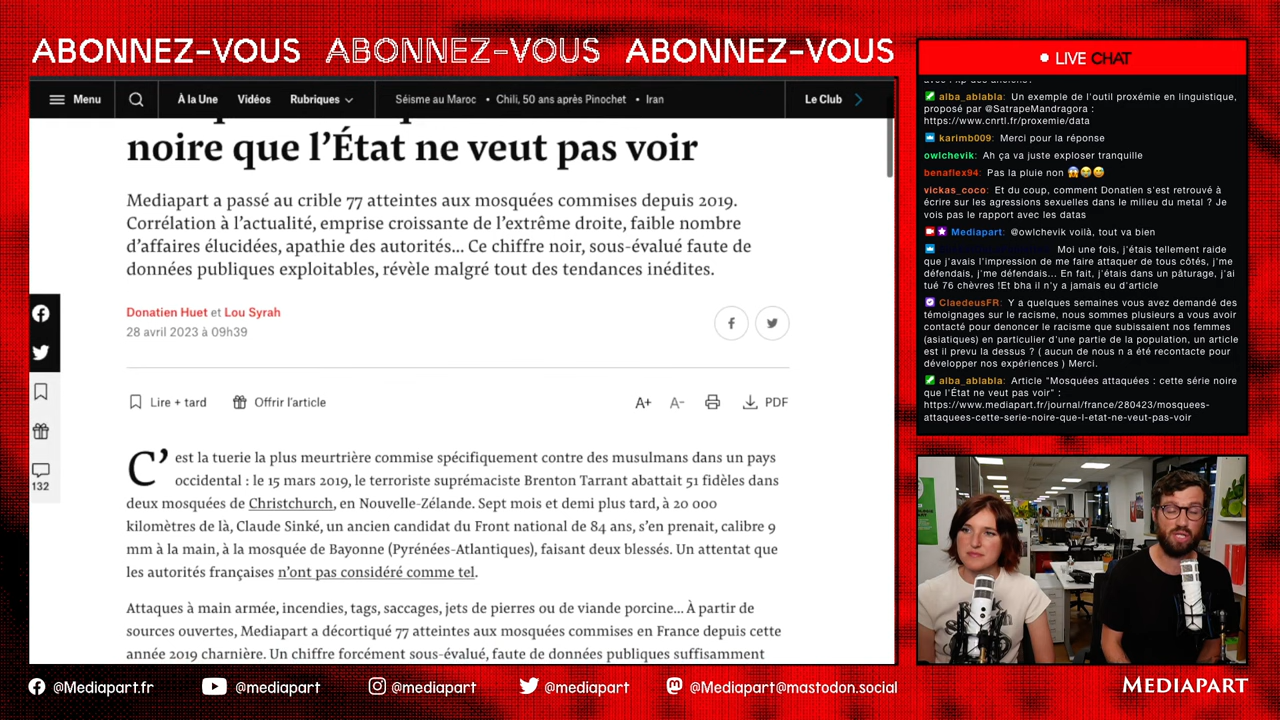 ABONNEZ-VOUS ABONNEZ-VOUS ABONNEZ-VOUS
Menu À la Une Vidéos Rubriques Séisme au Maroc • Chili, 50 ans après Pinochet • Iran Le Club
noire que l'État ne veut pas voir
Mediapart a passé au crible 77 atteintes aux mosquées commises depuis 2019.
Corrélation à l'actualité, emprise croissante de l'extrême droite, faible nombre
d'affaires élucidées, apathie des autorités... Ce chiffre noir, sous-évalué faute de
données publiques exploitables, révèle malgré tout des tendances inédites.
Donatien Huet et Lou Syrah
28 avril 2023 à 09h39
Lire + tard Offrir l'article A+ A- PDF
132
C'est la tuerie la plus meurtrière commise spécifiquement contre des musulmans dans un pays
occidental : le 15 mars 2019, le terroriste suprémaciste Brenton Tarrant abattait 51 fidèles dans
deux mosquées de Christchurch, en Nouvelle-Zélande. Sept mois et demi plus tard, à 20 000
kilomètres de là, Claude Sinké, un ancien candidat du Front national de 84 ans, s'en prenait, calibre 9
mm à la main, à la mosquée de Bayonne (Pyrénées-Atlantiques), faisant deux blessés. Un attentat que
les autorités françaises n'ont pas considéré comme tel.
Attaques à main armée, incendies, tags, saccages, jets de pierres ou de viande porcine... À partir de
sources ouvertes, Mediapart a décortiqué 77 atteintes aux mosquées commises en France depuis cette
année 2019 charnière. Un chiffre forcément sous-évalué, faute de données publiques suffisamment
LIVE CHAT
alba_ablabla: Un exemple de l'outil proxémie en linguistique,
proposé par @SatrapeMandragora :
https://www.cnrtl.fr/proxemie/data
karimb009: Merci pour la réponse
owlchevik: Ah ça va juste exploser tranquille
benaflex94: Pas la pluie non 😱😭😅
vickas_coco: Et du coup, comment Donatien s'est retrouvé à
écrire sur les agressions sexuelles dans le milieu du metal ? Je
vois pas le rapport avec les datas
Mediapart: @owlchevik voilà, tout va bien
Moi une fois, j'étais tellement raide
que j'avais l'impression de me faire attaquer de tous côtés, j'me
défendais, j'me défendais... En fait, j'étais dans un pâturage, j'ai
tué 76 chèvres !Et bha il n'y a jamais eu d'article
ClaedeusFR: Y a quelques semaines vous avez demandé des
témoignages sur le racisme, nous sommes plusieurs a vous avoir
contacté pour denoncer le racisme que subissaient nos femmes
(asiatiques) en particulier d'une partie de la population, un article
est il prevu la dessus ? ( aucun de nous n a été recontacte pour
développer nos expériences ) Merci.
alba_ablabla: Article "Mosquées attaquées : cette série noire
que l'État ne veut pas voir" :
https://www.mediapart.fr/journal/france/280423/mosquees-
attaquees-cette-serie-noire-que-l-etat-ne-veut-pas-voir
@Mediapart.fr @mediapart @mediapart @mediapart @Mediapart@mastodon.social MEDIAPART